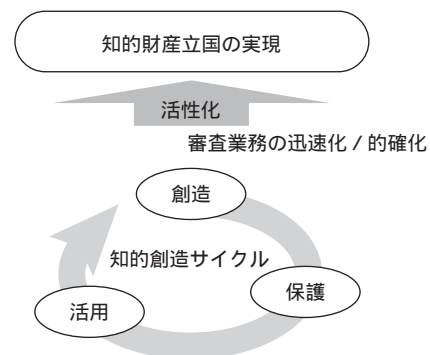 知的財産立国の実現
活性化
審査業務の迅速化 / 的確化
創造
知的創造サイクル
保護
活用